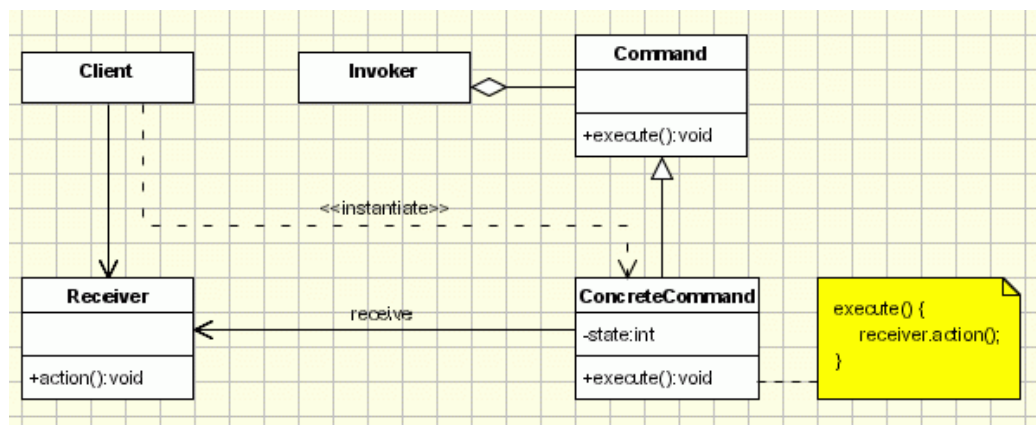 Client
Invoker
Command
+execute():void
<<instantiate>>
Receiver
+action():void
receive
ConcreteCommand
-state:int
+execute():void
execute() {
receiver.action();
}